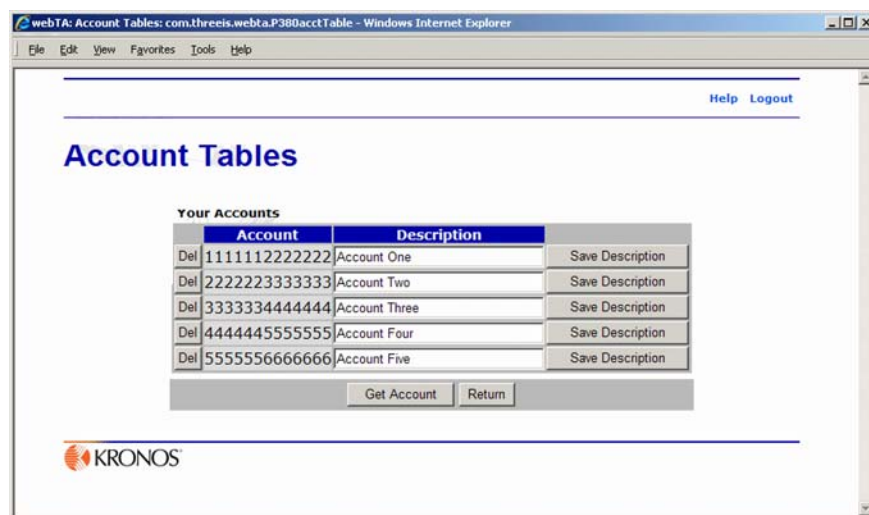 webTA: Account Tables: com.threeis.webta.P380acctTable - Windows Internet Explorer
File Edit View Favorites Tools Help
Help Logout
Account Tables
Your Accounts
Account Description
Del 1111112222222 Account One Save Description
Del 2222223333333 Account Two Save Description
Del 3333334444444 Account Three Save Description
Del 4444445555555 Account Four Save Description
Del 5555556666666 Account Five Save Description
Get Account Return
KRONOS